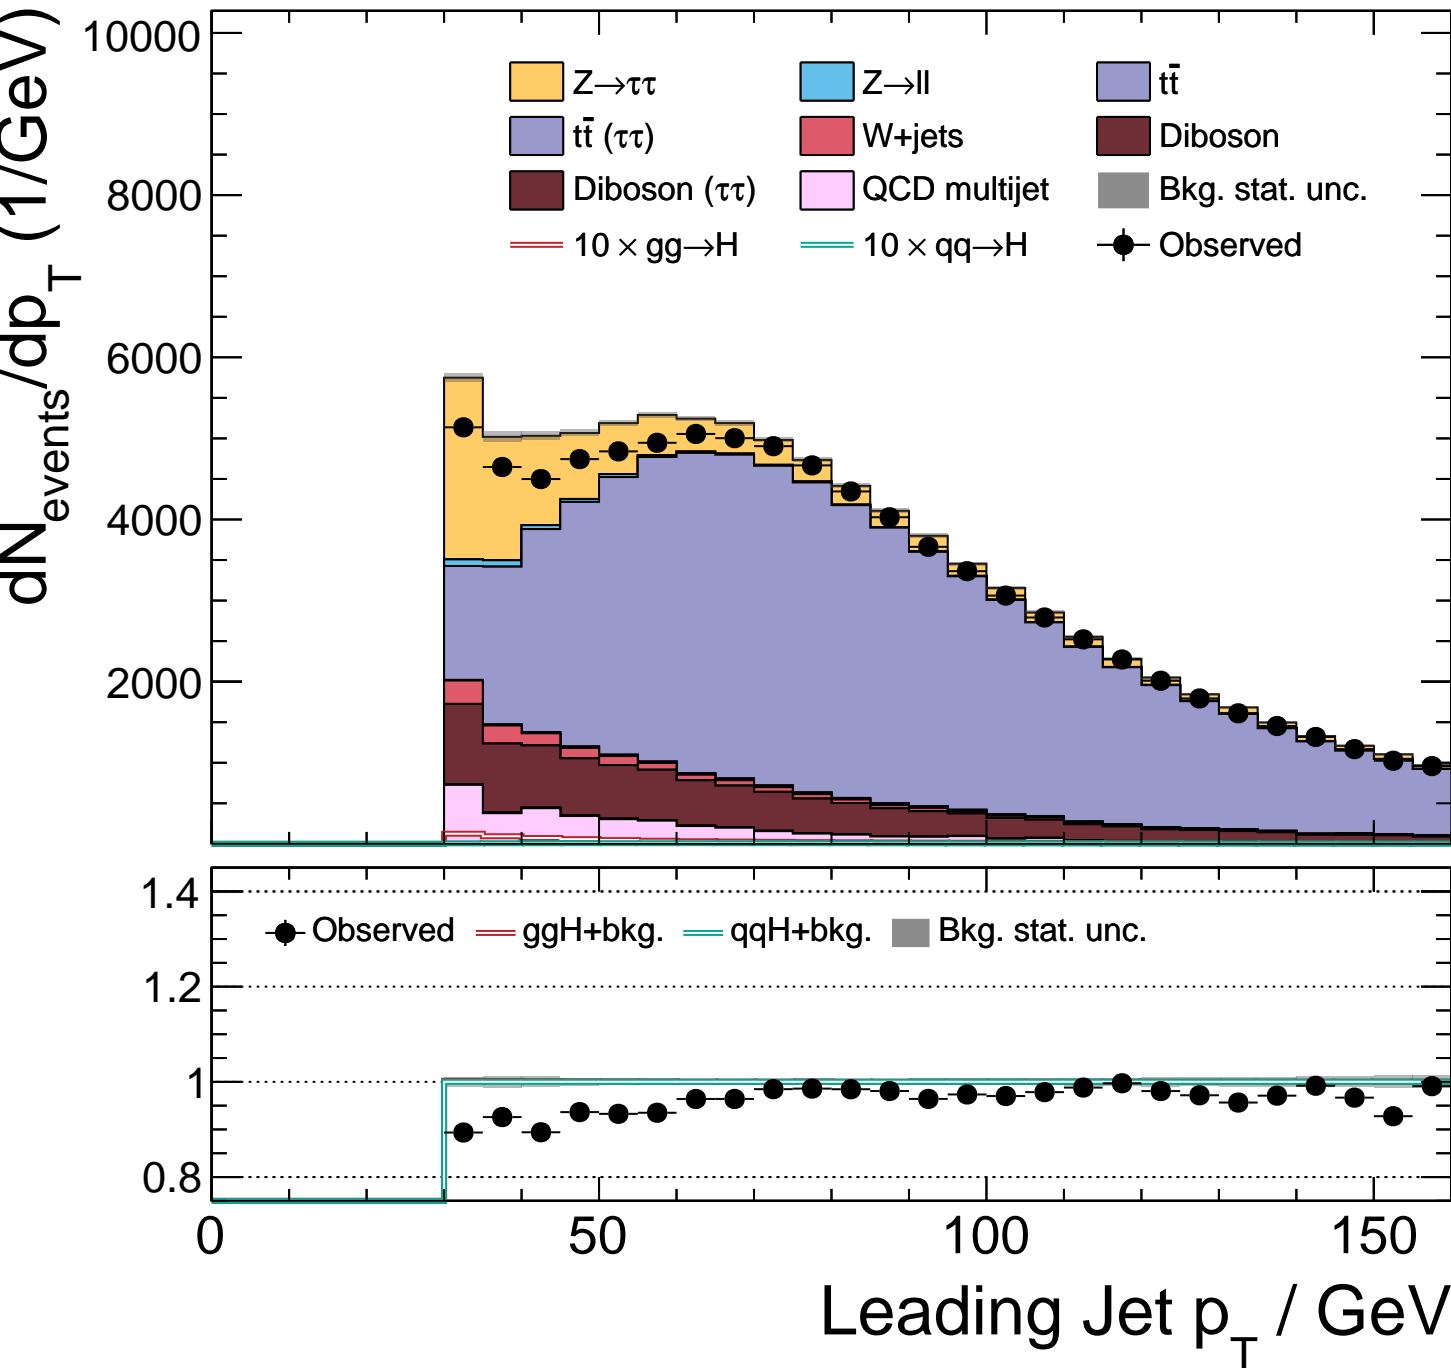 dN_events/dp_T (1/GeV)
10000
8000
6000
4000
2000
Z→ττ Z→ll tt̄
tt̄ (ττ) W+jets Diboson
Diboson (ττ) QCD multijet Bkg. stat. unc.
10 × gg→H 10 × qq→H Observed
1.4
1.2
1
0.8
Observed ggH+bkg. qqH+bkg. Bkg. stat. unc.
0 50 100 150
Leading Jet p_T / GeV